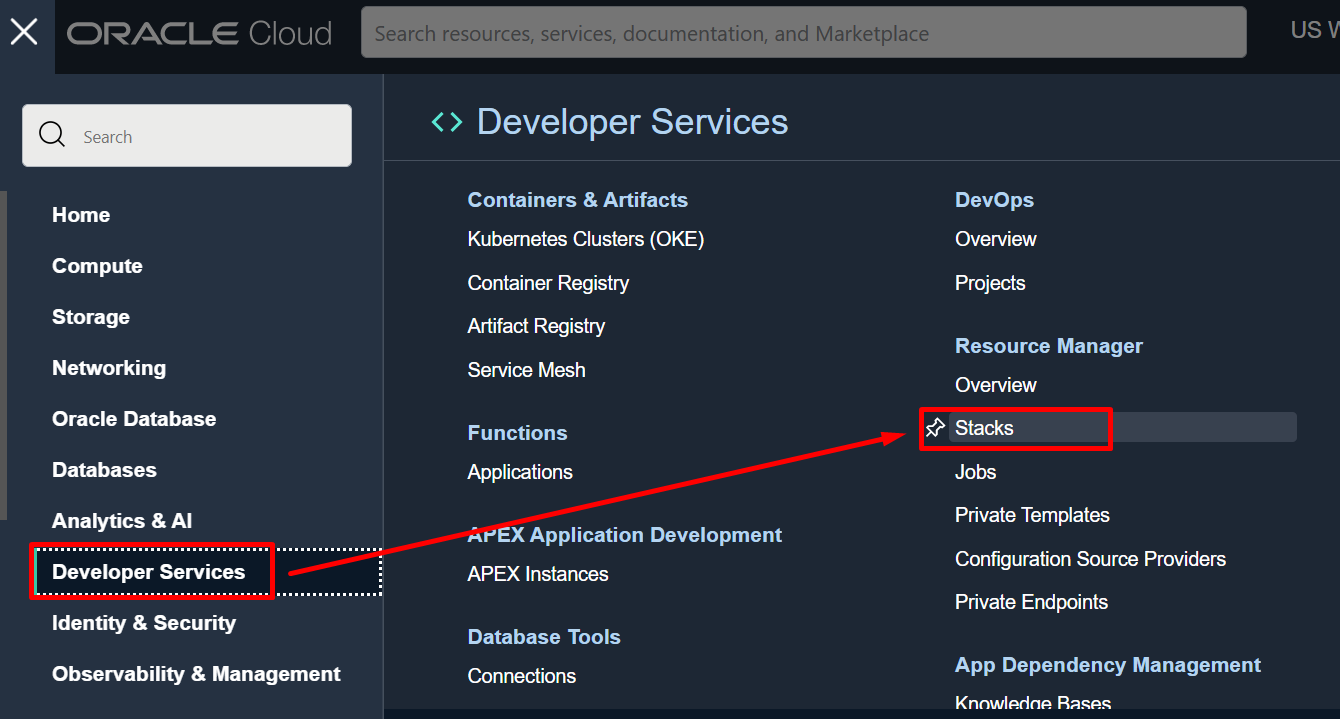 ORACLE Cloud
Search resources, services, documentation, and Marketplace
US W
Search
Home
Compute
Storage
Networking
Oracle Database
Databases
Analytics & AI
Developer Services
Identity & Security
Observability & Management
Developer Services
Containers & Artifacts
Kubernetes Clusters (OKE)
Container Registry
Artifact Registry
Service Mesh
Functions
Applications
APEX Application Development
APEX Instances
Database Tools
Connections
DevOps
Overview
Projects
Resource Manager
Overview
Stacks
Jobs
Private Templates
Configuration Source Providers
Private Endpoints
App Dependency Management
Knowledge Bases